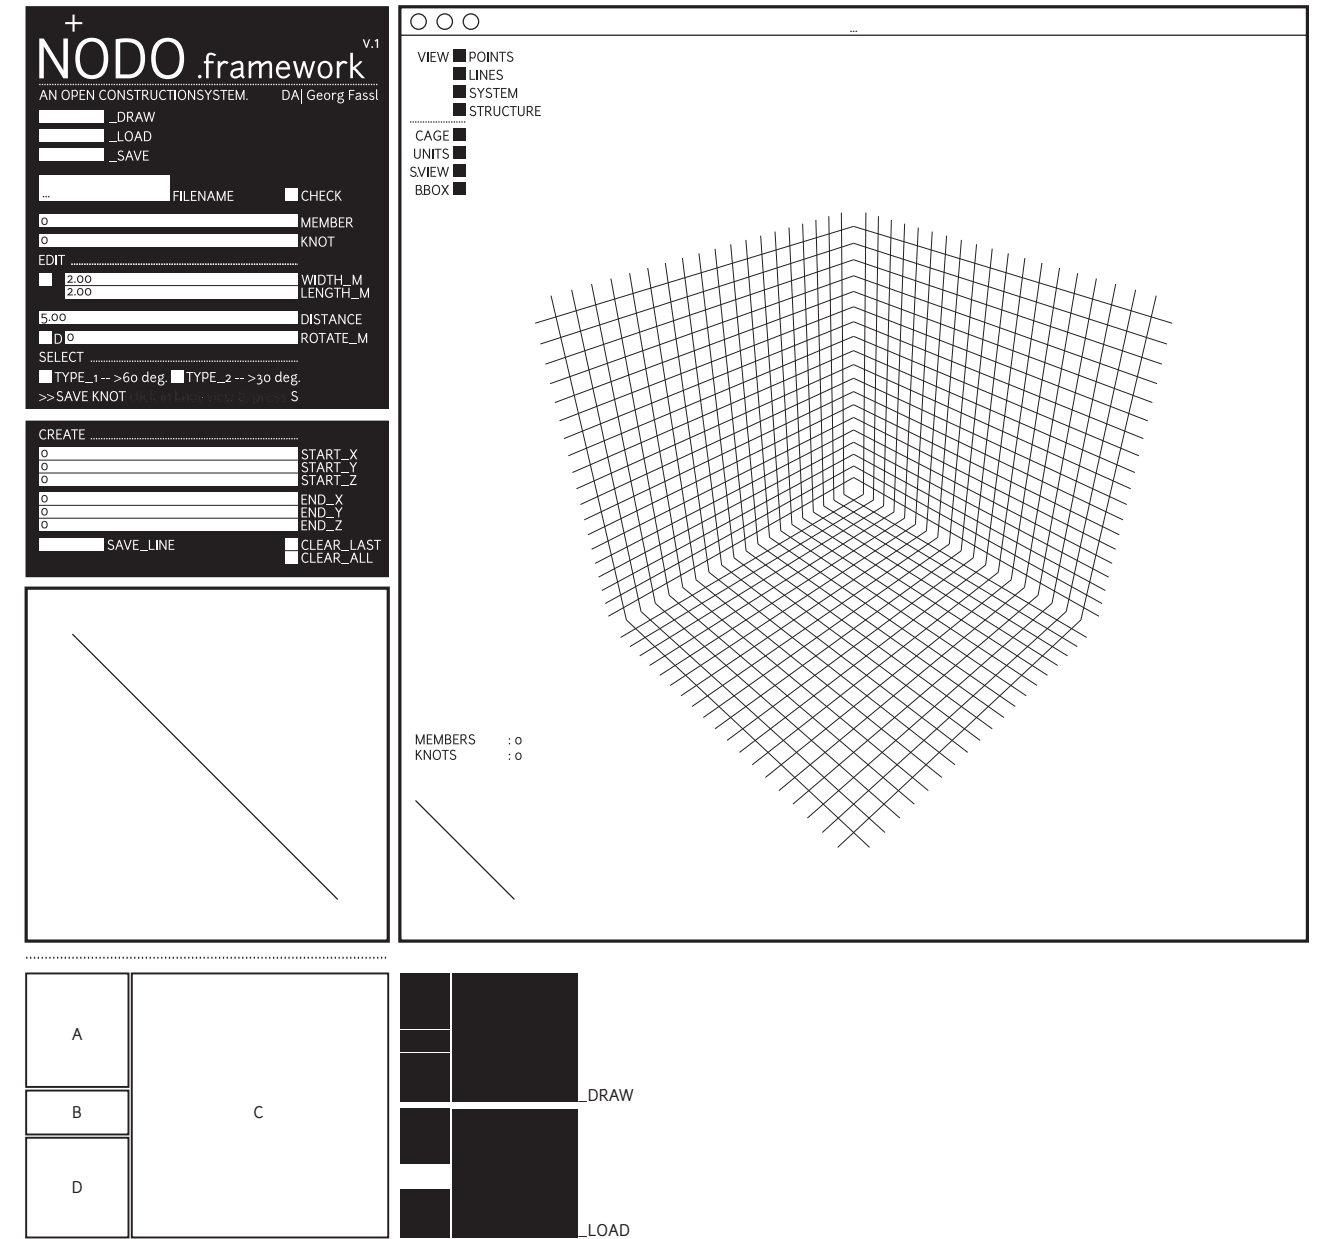 +
NODO .framework V.1
AN OPEN CONSTRUCTIONSYSTEM. DA| Georg Fassl
_DRAW
_LOAD
_SAVE
... FILENAME CHECK
0 MEMBER
0 KNOT
EDIT
2.00 WIDTH_M
2.00 LENGTH_M
5.00 DISTANCE
D 0 ROTATE_M
SELECT
TYPE_1-- >60 deg. TYPE_2 -- >30 deg.
>>SAVE KNOT S
CREATE
0 START_X
0 START_Y
0 START_Z
0 END_X
0 END_Y
0 END_Z
SAVE_LINE CLEAR_LAST
CLEAR_ALL
...
VIEW POINTS
LINES
SYSTEM
STRUCTURE
CAGE
UNITS
S.VIEW
B.BOX
MEMBERS : 0
KNOTS : 0
A
B
C
D
_DRAW
_LOAD